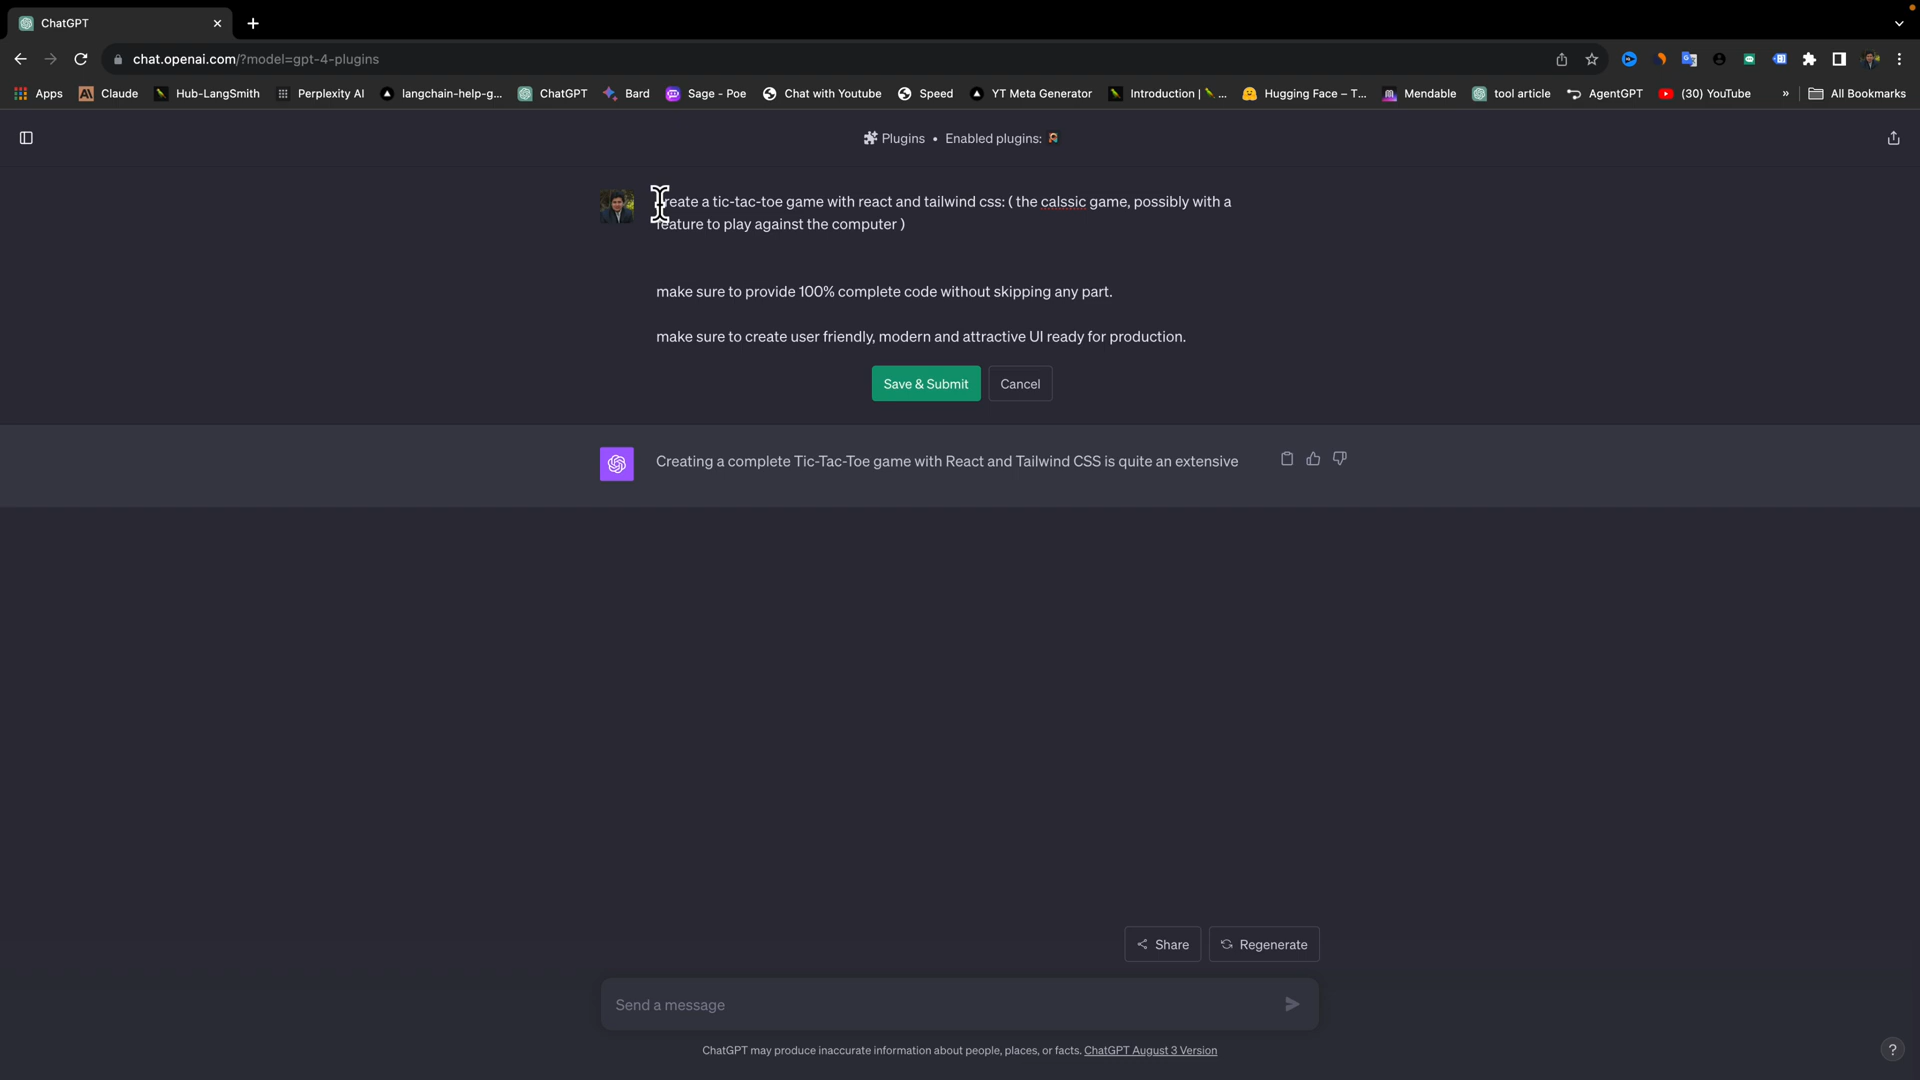 ChatGPT
chat.openai.com/?model=gpt-4-plugins
Apps Claude Hub-LangSmith Perplexity AI langchain-help-g... ChatGPT Bard Sage - Poe Chat with Youtube Speed YT Meta Generator Introduction | ... Hugging Face – T... Mendable tool article AgentGPT (30) YouTube » All Bookmarks
Plugins • Enabled plugins:
create a tic-tac-toe game with react and tailwind css: ( the calssic game, possibly with a
feature to play against the computer )
make sure to provide 100% complete code without skipping any part.
make sure to create user friendly, modern and attractive UI ready for production.
Save & Submit Cancel
Creating a complete Tic-Tac-Toe game with React and Tailwind CSS is quite an extensive
Share Regenerate
Send a message
ChatGPT may produce inaccurate information about people, places, or facts. ChatGPT August 3 Version
?